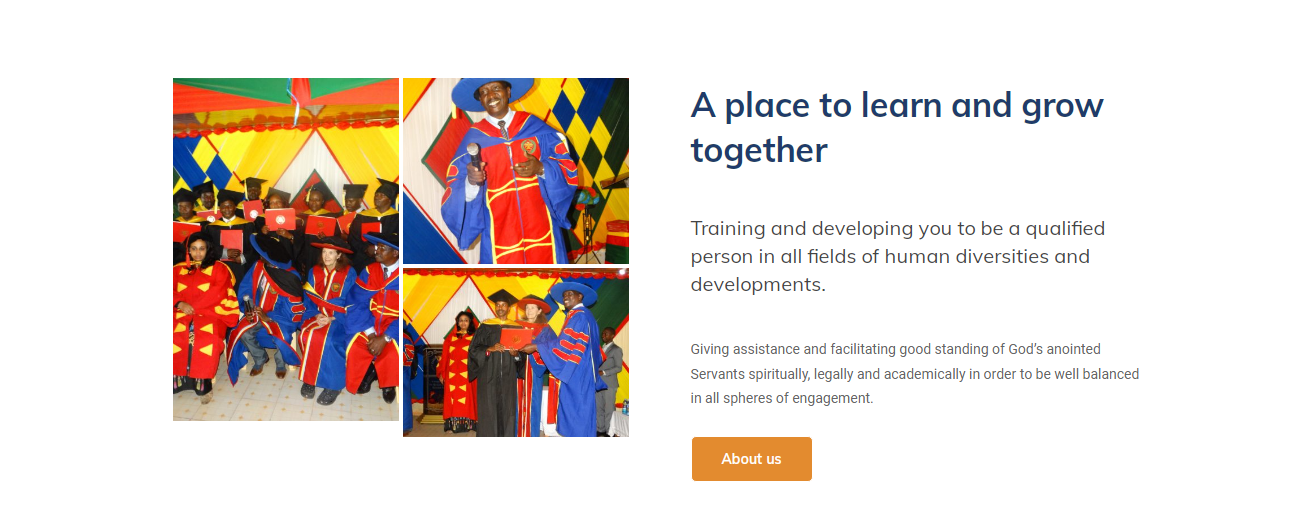 A place to learn and grow
together
Training and developing you to be a qualified
person in all fields of human diversities and
developments.
Giving assistance and facilitating good standing of God’s anointed
Servants spiritually, legally and academically in order to be well balanced
in all spheres of engagement.
About us